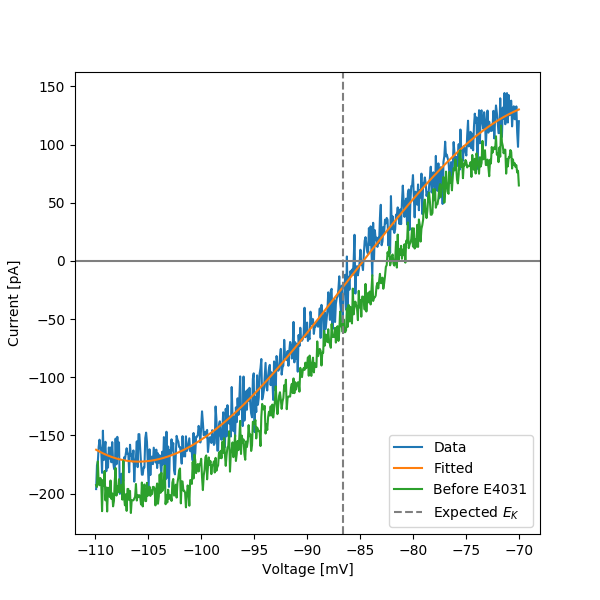 150
100
50
0
−50
−100
−150
−200
Current [pA]
Data
Fitted
Before E4031
Expected E_K
−110 −105 −100 −95 −90 −85 −80 −75 −70
Voltage [mV]